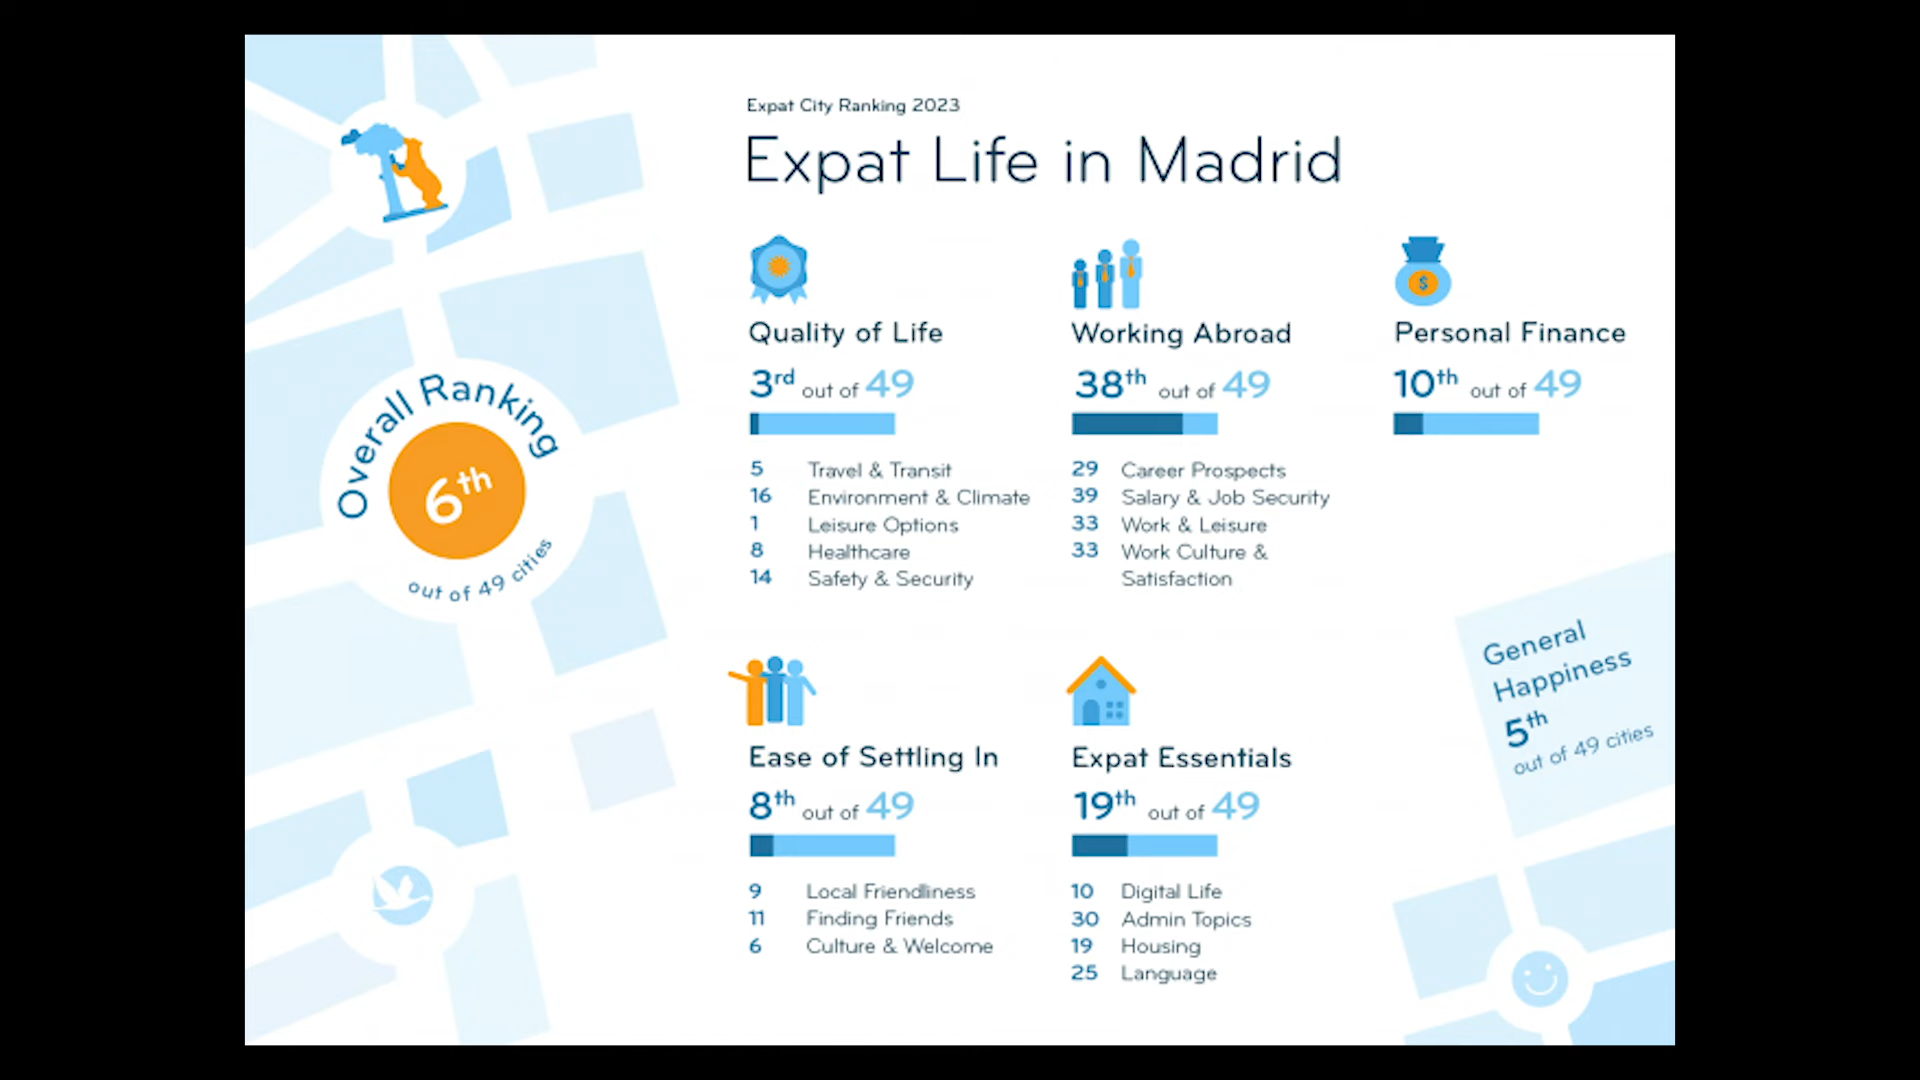 Expat City Ranking 2023
Expat Life in Madrid
Overall Ranking
6th
out of 49 cities
Quality of Life
3rd out of 49
5 Travel & Transit
16 Environment & Climate
1 Leisure Options
8 Healthcare
14 Safety & Security
Working Abroad
38th out of 49
29 Career Prospects
39 Salary & Job Security
33 Work & Leisure
33 Work Culture &
Satisfaction
$
Personal Finance
10th out of 49
Ease of Settling In
8th out of 49
9 Local Friendliness
11 Finding Friends
6 Culture & Welcome
Expat Essentials
19th out of 49
10 Digital Life
30 Admin Topics
19 Housing
25 Language
General
Happiness
5th
out of 49 cities